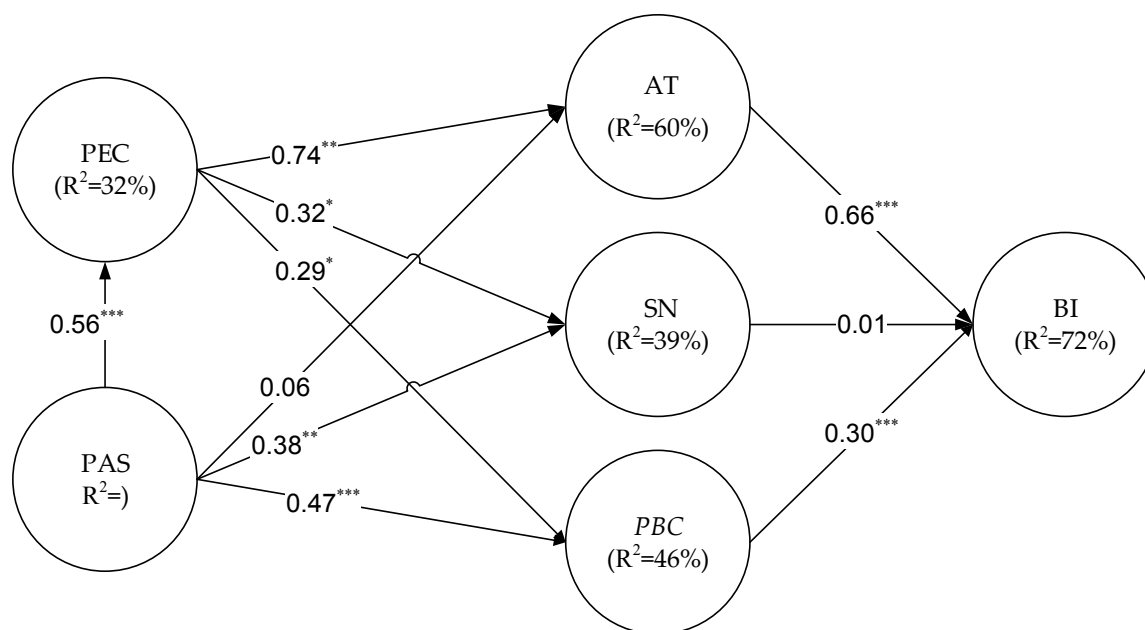 AT
(R²=60%)
PEC
(R²=32%)
0.74**
0.32*
0.66***
0.29*
SN
(R²=39%)
BI
(R²=72%)
0.56***
0.01
0.06
0.38**
0.30***
PAS
R²=)
0.47***
PBC
(R²=46%)